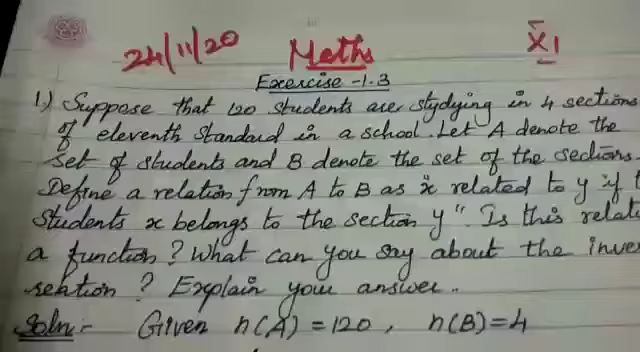 24/11/20 Maths XI
Exercise -1.3
1.) Suppose that 120 students are stydying in 4 sections
of eleventh standard in a school. Let A denote the
set of students and B denote the set of the sections.
Define a relation from A to B as "x related to y if t
students x belongs to the section y". Is this relati
a function? What can you say about the inver
relation? Explain your answer.
Soln:- Given n(A) = 120, n(B)=4